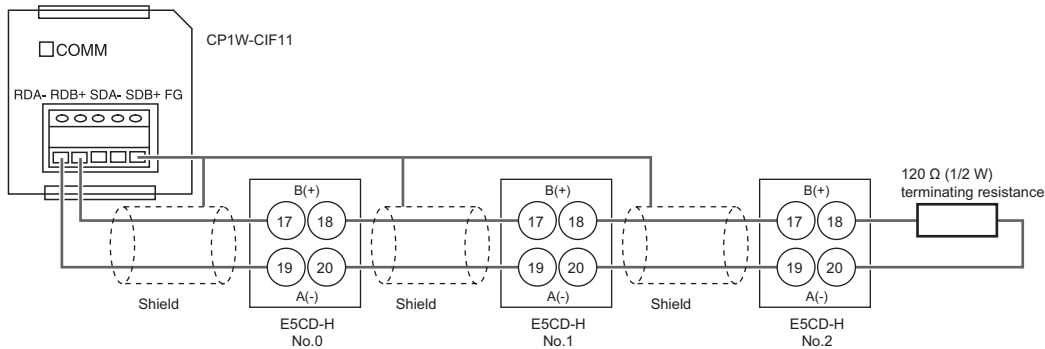 CP1W-CIF11
COMM
RDA- RDB+ SDA- SDB+ FG
120 Ω (1/2 W)
terminating resistance
B(+)
B(+)
B(+)
17
18
17
18
17
18
19
20
19
20
19
20
A(-)
A(-)
A(-)
Shield
Shield
Shield
E5CD-H
No.0
E5CD-H
No.1
E5CD-H
No.2